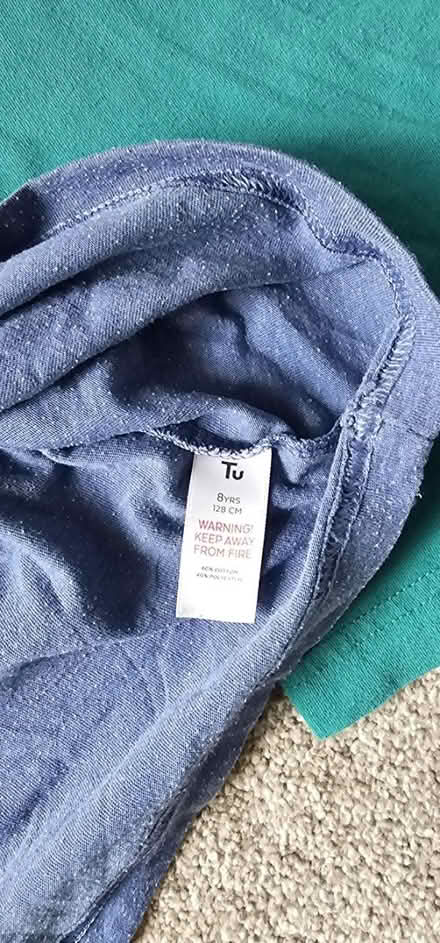 Tu
8YRS
128 CM
WARNING!
KEEP AWAY
FROM FIRE
60% COTTON
40% POLYESTER